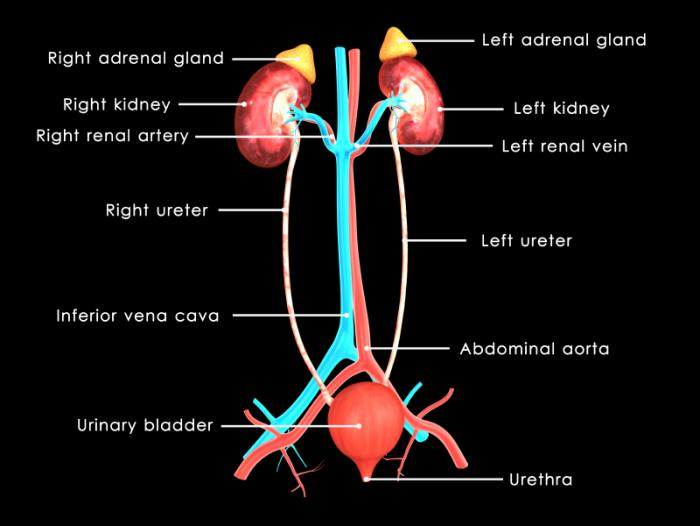 Right adrenal gland
Left adrenal gland
Right kidney
Left kidney
Right renal artery
Left renal vein
Right ureter
Left ureter
Inferior vena cava
Abdominal aorta
Urinary bladder
Urethra